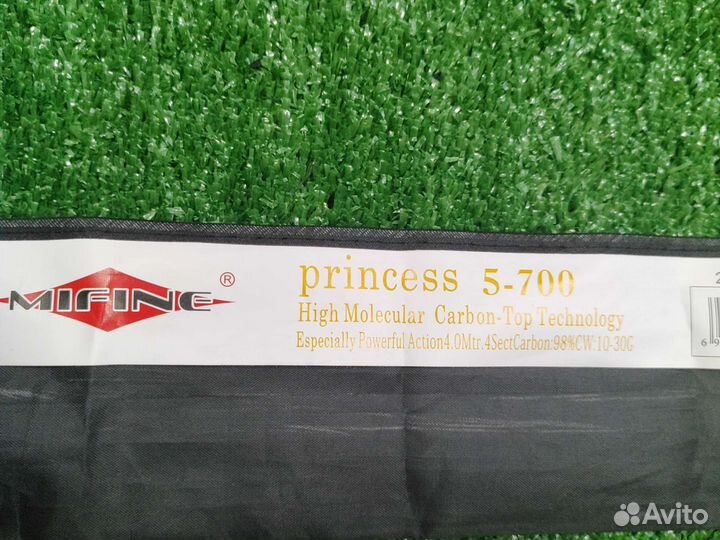 MIFINE®
princess 5-700
High Molecular Carbon-Top Technology
Especially Powerful Action4.0Mtr.4SectCarbon:98%CW:10-30G
Avito